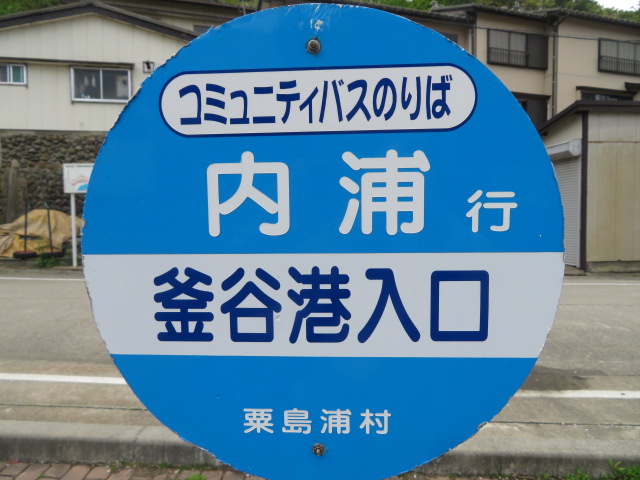 コミュニティバスのりば
内浦行
釜谷港入口
粟島浦村